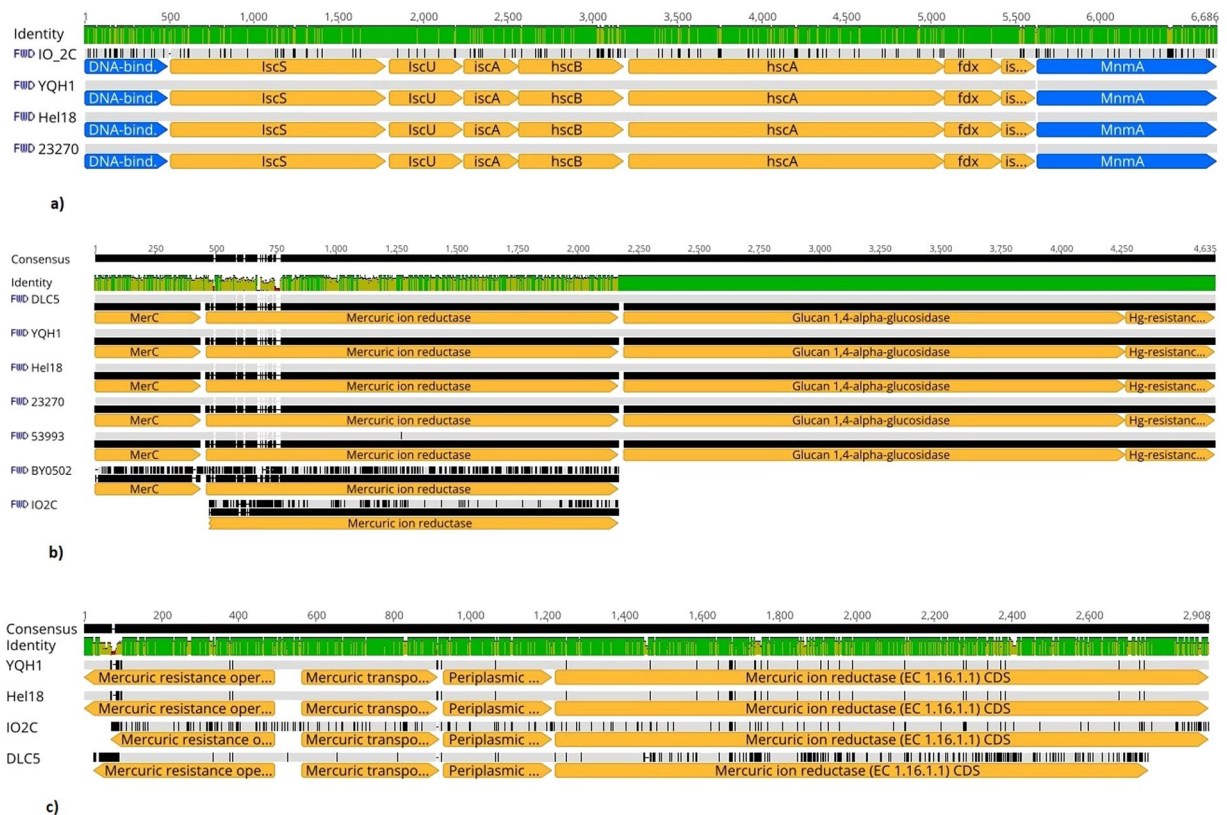 1 500 1,000 1,500 2,000 2,500 3,000 3,500 4,000 4,500 5,000 5,500 6,000 6,686
Identity
FWD IO_2C
DNA-bind. IscS IscU iscA hscB hscA fdx is... MnmA
FWD YQH1
DNA-bind. IscS IscU iscA hscB hscA fdx is... MnmA
FWD Hel18
DNA-bind. IscS IscU iscA hscB hscA fdx is... MnmA
FWD 23270
DNA-bind. IscS IscU iscA hscB hscA fdx is... MnmA
a)
1 250 500 750 1,000 1,250 1,500 1,750 2,000 2,250 2,500 2,750 3,000 3,250 3,500 3,750 4,000 4,250 4,635
Consensus
Identity
FWD DLC5
MerC Mercuric ion reductase Glucan 1,4-alpha-glucosidase Hg-resistanc...
FWD YQH1
MerC Mercuric ion reductase Glucan 1,4-alpha-glucosidase Hg-resistanc...
FWD Hel18
MerC Mercuric ion reductase Glucan 1,4-alpha-glucosidase Hg-resistanc...
FWD 23270
MerC Mercuric ion reductase Glucan 1,4-alpha-glucosidase Hg-resistanc...
FWD 53993
MerC Mercuric ion reductase Glucan 1,4-alpha-glucosidase Hg-resistanc...
FWD BY0502
MerC Mercuric ion reductase
FWD IO2C
Mercuric ion reductase
b)
1 200 400 600 800 1,000 1,200 1,400 1,600 1,800 2,000 2,200 2,400 2,600 2,908
Consensus
Identity
YQH1
Mercuric resistance oper... Mercuric transpo... Periplasmic ... Mercuric ion reductase (EC 1.16.1.1) CDS
Hel18
Mercuric resistance oper... Mercuric transpo... Periplasmic ... Mercuric ion reductase (EC 1.16.1.1) CDS
IO2C
Mercuric resistance o... Mercuric transpo... Periplasmic ... Mercuric ion reductase (EC 1.16.1.1) CDS
DLC5
Mercuric resistance ope... Mercuric transpo... Periplasmic ... Mercuric ion reductase (EC 1.16.1.1) CDS
c)